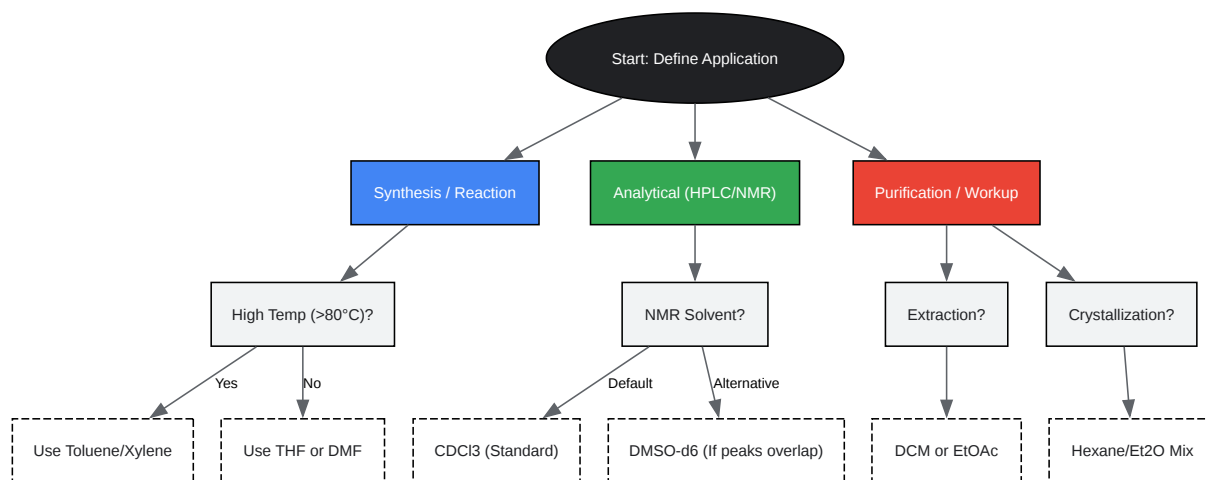 Start: Define Application
Synthesis / Reaction
Analytical (HPLC/NMR)
Purification / Workup
High Temp (>80°C)?
NMR Solvent?
Extraction?
Crystallization?
Yes
No
Default
Alternative
Use Toluene/Xylene
Use THF or DMF
CDCl3 (Standard)
DMSO-d6 (If peaks overlap)
DCM or EtOAc
Hexane/Et2O Mix